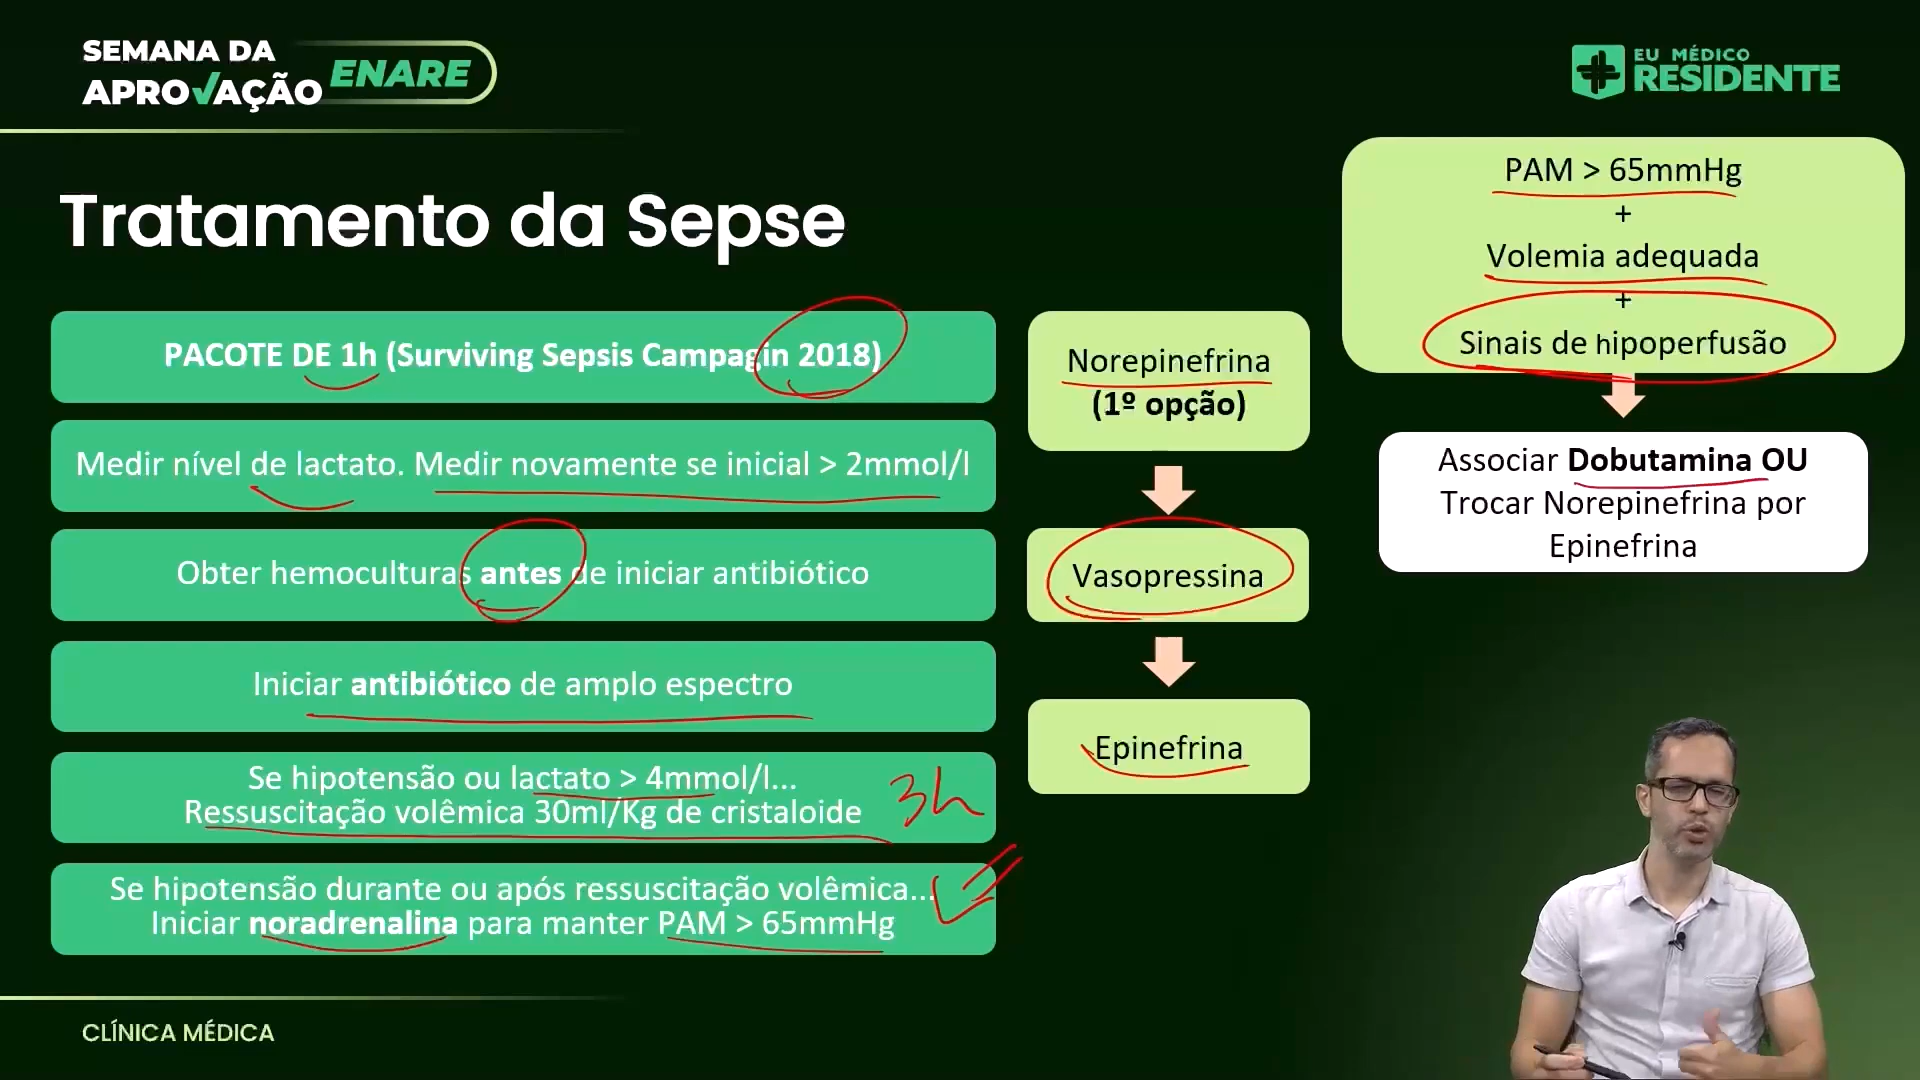 SEMANA DA
APROVAÇÃO ENARE
EU MÉDICO
RESIDENTE
Tratamento da Sepse
PACOTE DE 1h (Surviving Sepsis Campagin 2018)
Medir nível de lactato. Medir novamente se inicial > 2mmol/l
Obter hemoculturas antes de iniciar antibiótico
Iniciar antibiótico de amplo espectro
Se hipotensão ou lactato > 4mmol/l...
Ressuscitação volêmica 30ml/Kg de cristaloide
3h
Se hipotensão durante ou após ressuscitação volêmica...
Iniciar noradrenalina para manter PAM > 65mmHg
Norepinefrina
(1º opção)
Vasopressina
Epinefrina
PAM > 65mmHg
+
Volemia adequada
+
Sinais de hipoperfusão
Associar Dobutamina OU
Trocar Norepinefrina por
Epinefrina
CLÍNICA MÉDICA